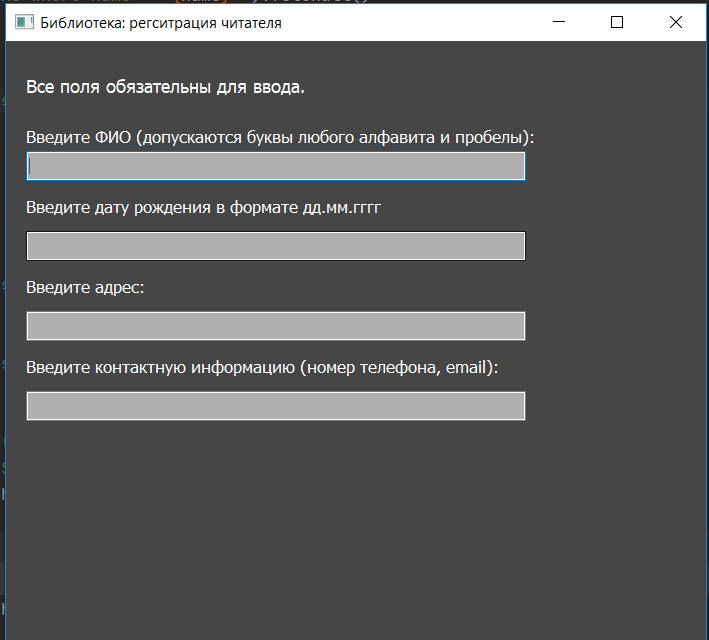 Библиотека: регситрация читателя
Все поля обязательны для ввода.
Введите ФИО (допускаются буквы любого алфавита и пробелы):
Введите дату рождения в формате дд.мм.гггг
Введите адрес:
Введите контактную информацию (номер телефона, email):